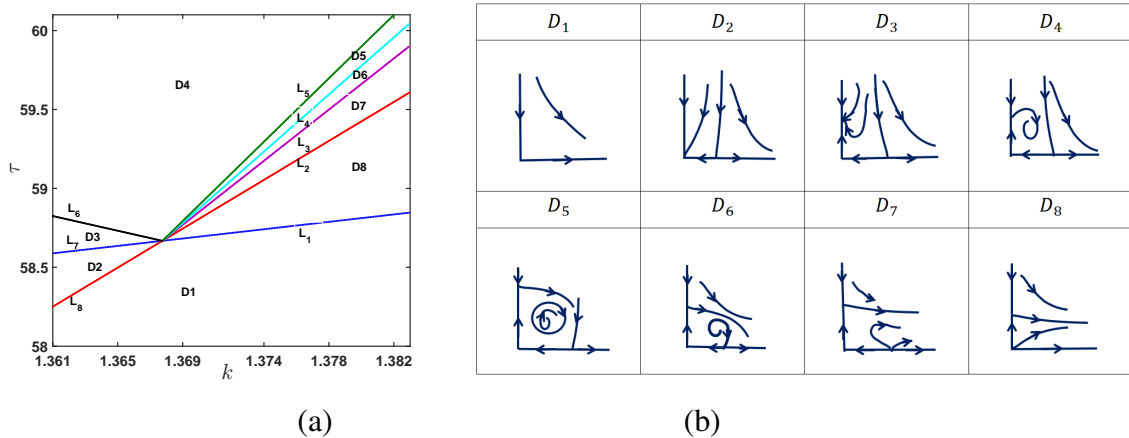 60
59.5
59
58.5
58
τ
1.361
1.365
1.369
1.374
1.378
1.382
k
D4
D5
D6
D7
D8
D3
D2
D1
L5
L4
L3
L2
L1
L6
L7
L8
(a)
D1 D2 D3 D4
D5 D6 D7 D8
(b)